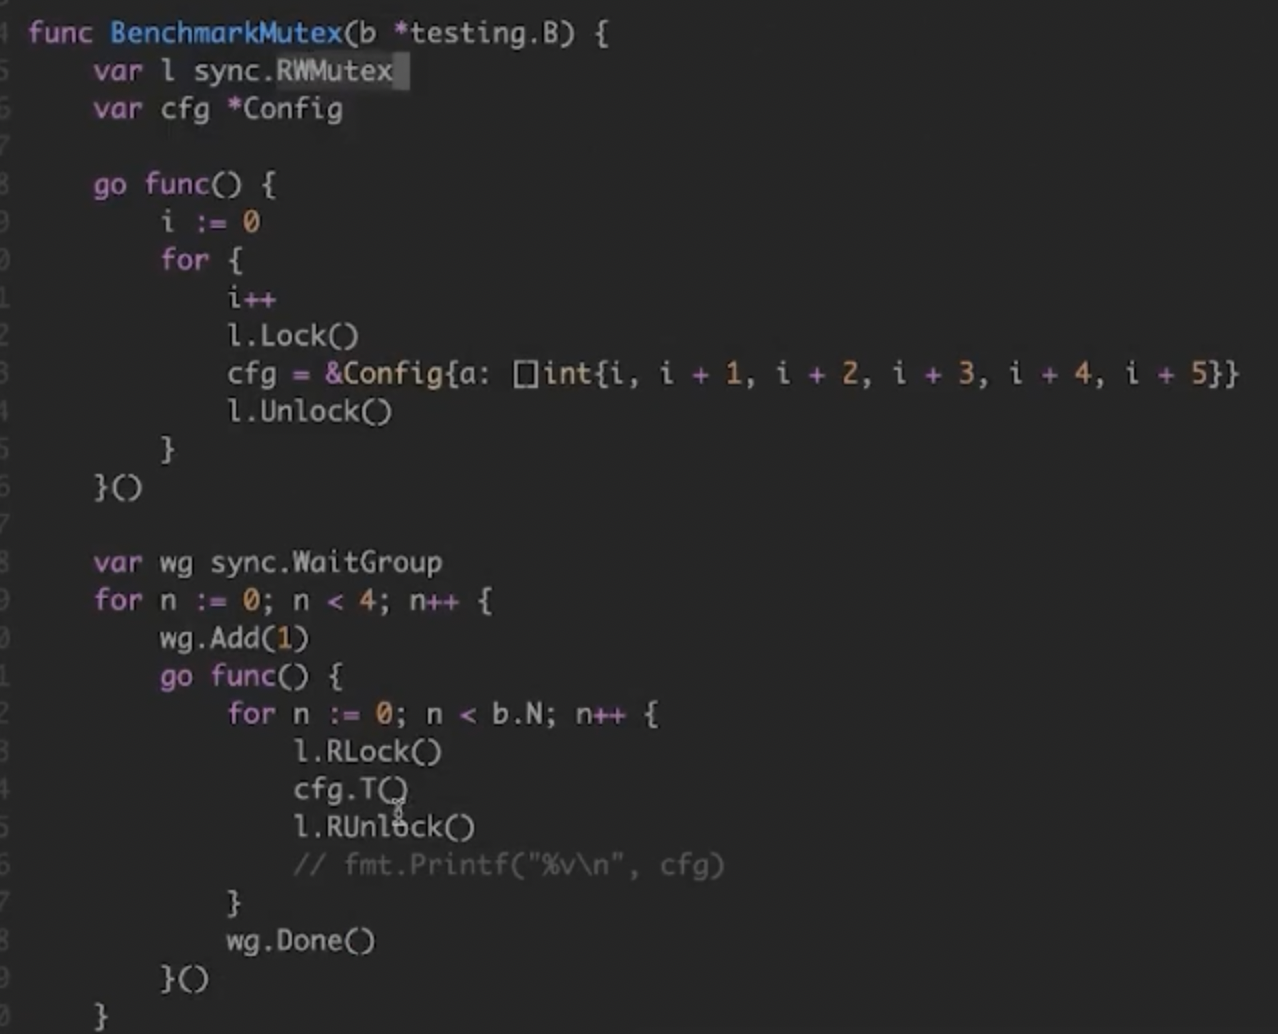 func BenchmarkMutex(b *testing.B) {
    var l sync.RWMutex
    var cfg *Config

    go func() {
        i := 0
        for {
            i++
            l.Lock()
            cfg = &Config{a: []int{i, i + 1, i + 2, i + 3, i + 4, i + 5}}
            l.Unlock()
        }
    }()

    var wg sync.WaitGroup
    for n := 0; n < 4; n++ {
        wg.Add(1)
        go func() {
            for n := 0; n < b.N; n++ {
                l.RLock()
                cfg.T()
                l.RUnlock()
                // fmt.Printf("%v\n", cfg)
            }
            wg.Done()
        }()
    }